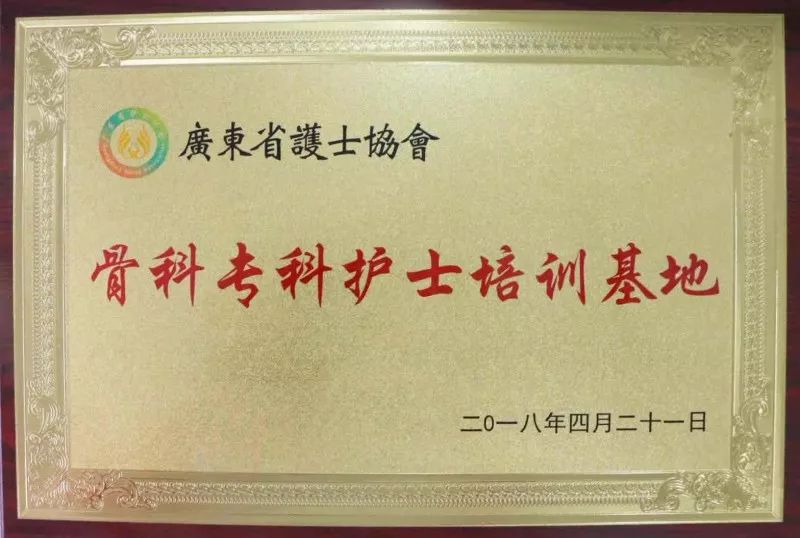 廣東省護士協會
骨科专科护士培训基地
二0一八年四月二十一日